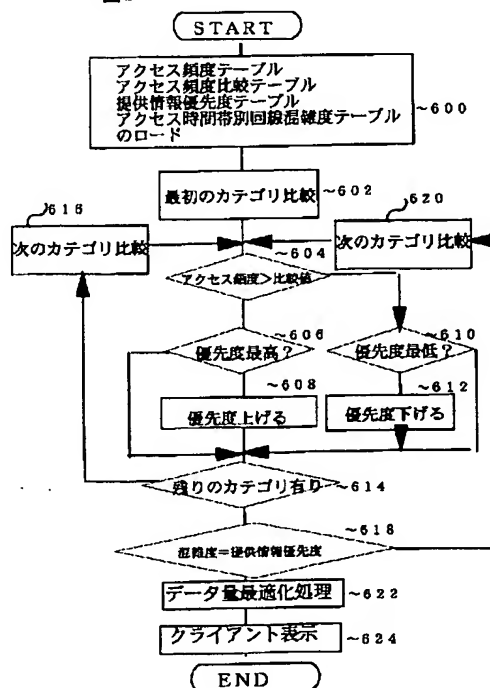 START
アクセス頻度テーブル
アクセス頻度比較テーブル
提供情報優先度テーブル
アクセス時間帯別回線混雑度テーブル
のロード
~600
最初のカテゴリ比較
~602
616
次のカテゴリ比較
620
次のカテゴリ比較
~604
アクセス頻度>比較値
~606
優先度最高?
~610
優先度最低?
~608
優先度上げる
~612
優先度下げる
残りのカテゴリ有り
~614
~618
混雑度=提供情報優先度
データ量最適化処理
~622
クライアント表示
~624
END